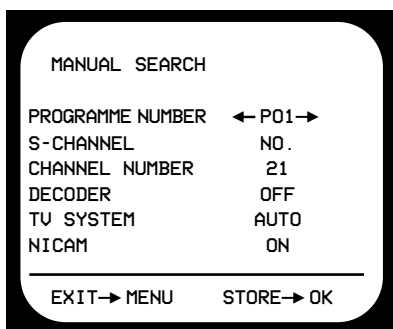 MANUAL SEARCH
PROGRAMME NUMBER ←PO1→
S-CHANNEL NO.
CHANNEL NUMBER 21
DECODER OFF
TV SYSTEM AUTO
NICAM ON
EXIT→MENU STORE→OK